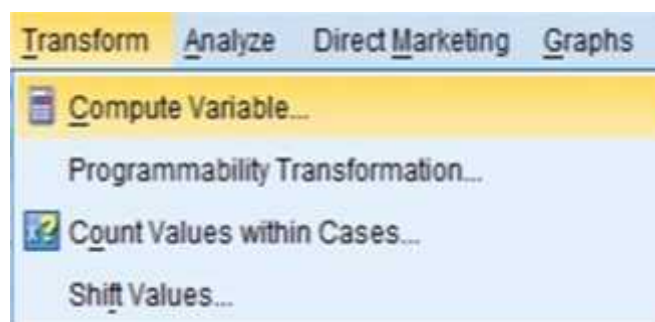 Transform Analyze Direct Marketing Graphs
Compute Variable...
Programmability Transformation...
Count Values within Cases...
Shift Values...